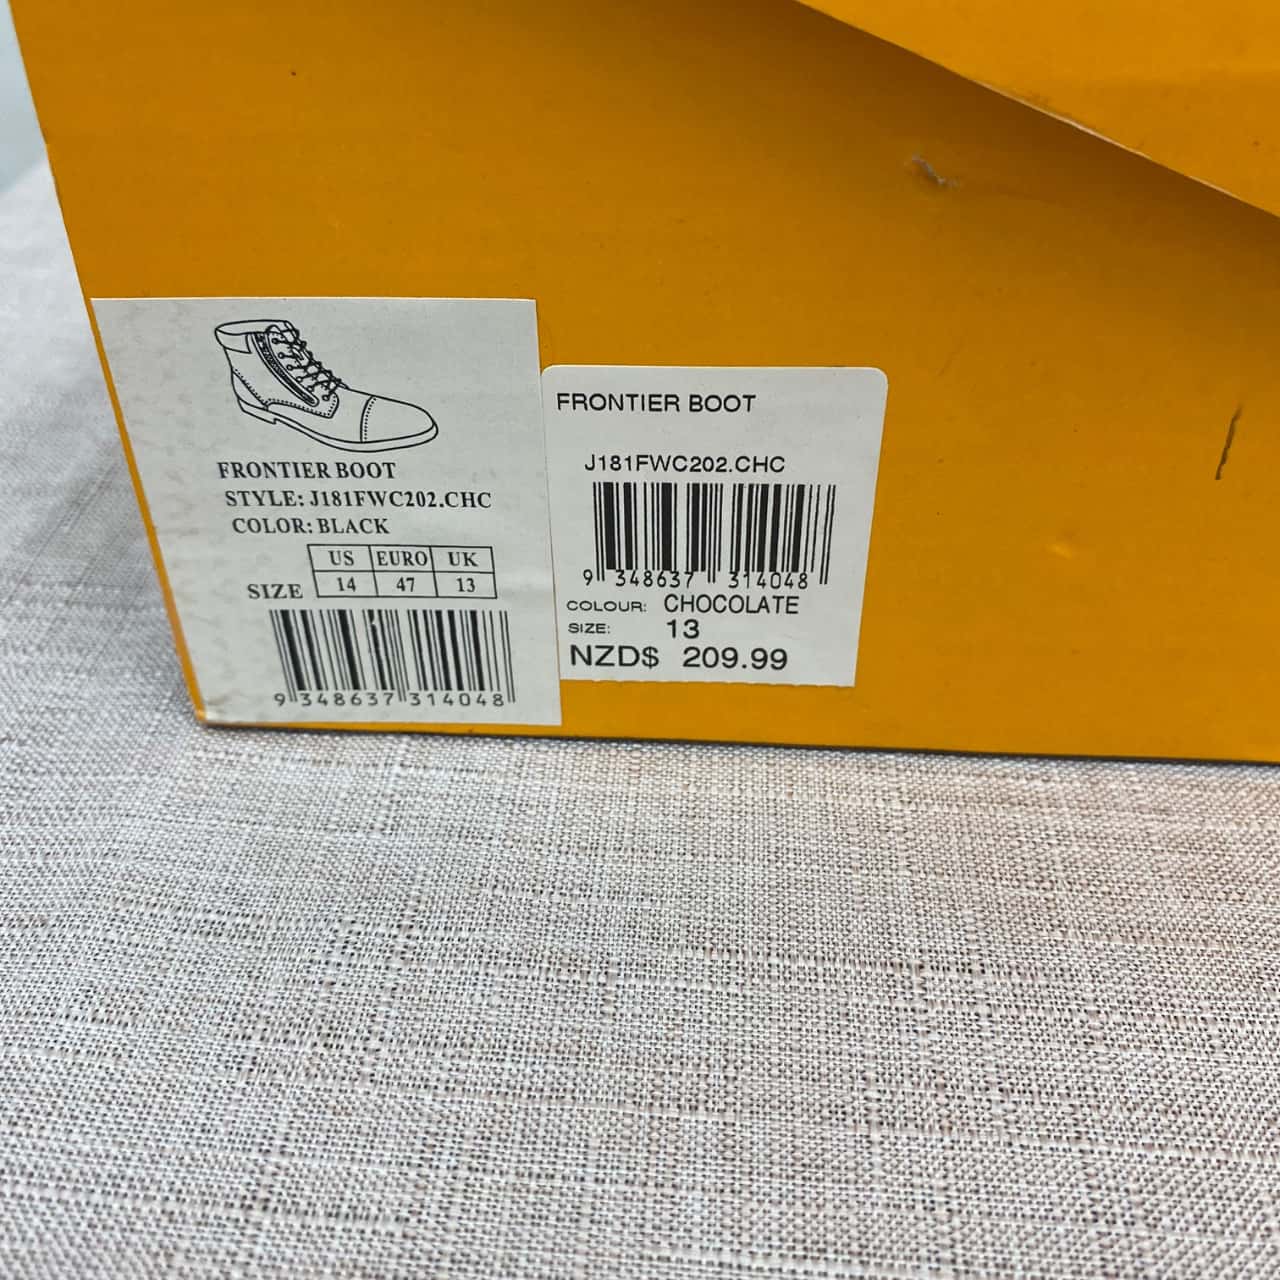 FRONTIER BOOT
STYLE: J181FWC202.CHC
COLOR: BLACK
US EURO UK
SIZE 14 47 13
9 348637 314048
FRONTIER BOOT
J181FWC202.CHC
9 348637 314048
COLOUR: CHOCOLATE
SIZE: 13
NZD$ 209.99